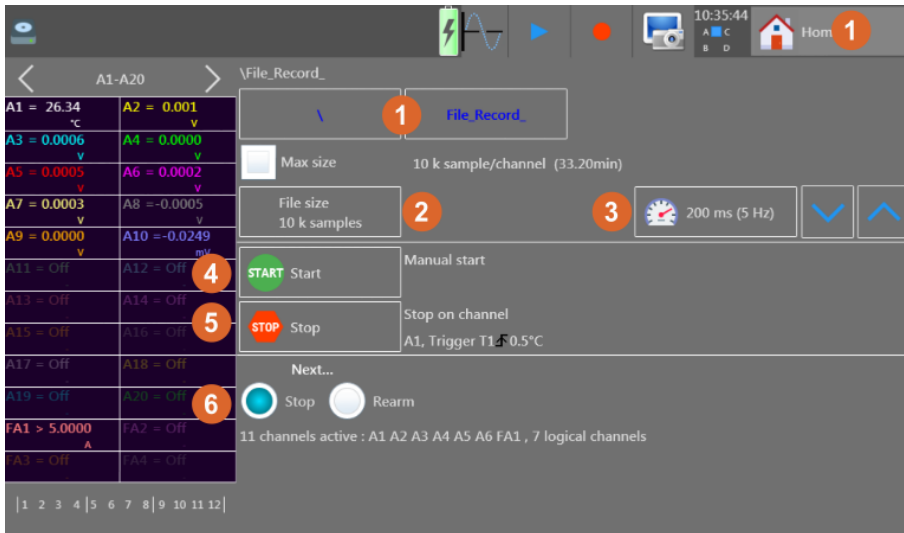 10:35:44
A C
B D
Hom 1
A1-A20
\File_Record_
A1 = 26.34 °C
A2 = 0.001 V
A3 = 0.0006 V
A4 = 0.0000 V
A5 = 0.0005 V
A6 = 0.0002 V
A7 = 0.0003 V
A8 =-0.0005 V
A9 = 0.0000 V
A10 =-0.0249 mV
A11 = Off
A12 = Off
A13 = Off
A14 = Off
A15 = Off
A16 = Off
A17 = Off
A18 = Off
A19 = Off
A20 = Off
FA1 > 5.0000 A
FA2 = Off
FA3 = Off
FA4 = Off
1 2 3 4 5 6 7 8 9 10 11 12
\ 1 File_Record_
Max size
10 k sample/channel (33.20min)
File size
10 k samples
2
3
200 ms (5 Hz)
4
START Start
Manual start
5
STOP Stop
Stop on channel
A1, Trigger T1 0.5°C
Next...
6
Stop Rearm
11 channels active : A1 A2 A3 A4 A5 A6 FA1 , 7 logical channels